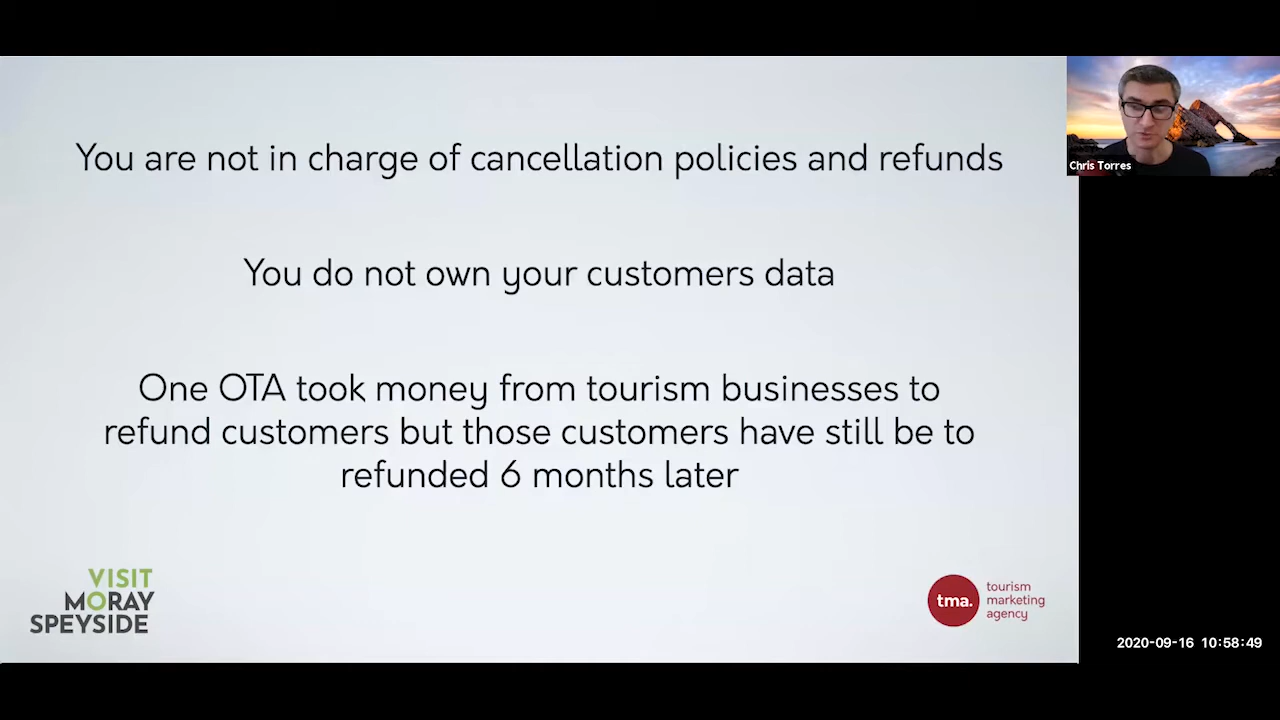 You are not in charge of cancellation policies and refunds
Chris Torres
You do not own your customers data
One OTA took money from tourism businesses to
refund customers but those customers have still be to
refunded 6 months later
VISIT
MORAY
SPEYSIDE
tma.
tourism
marketing
agency
2020-09-16 10:58:49